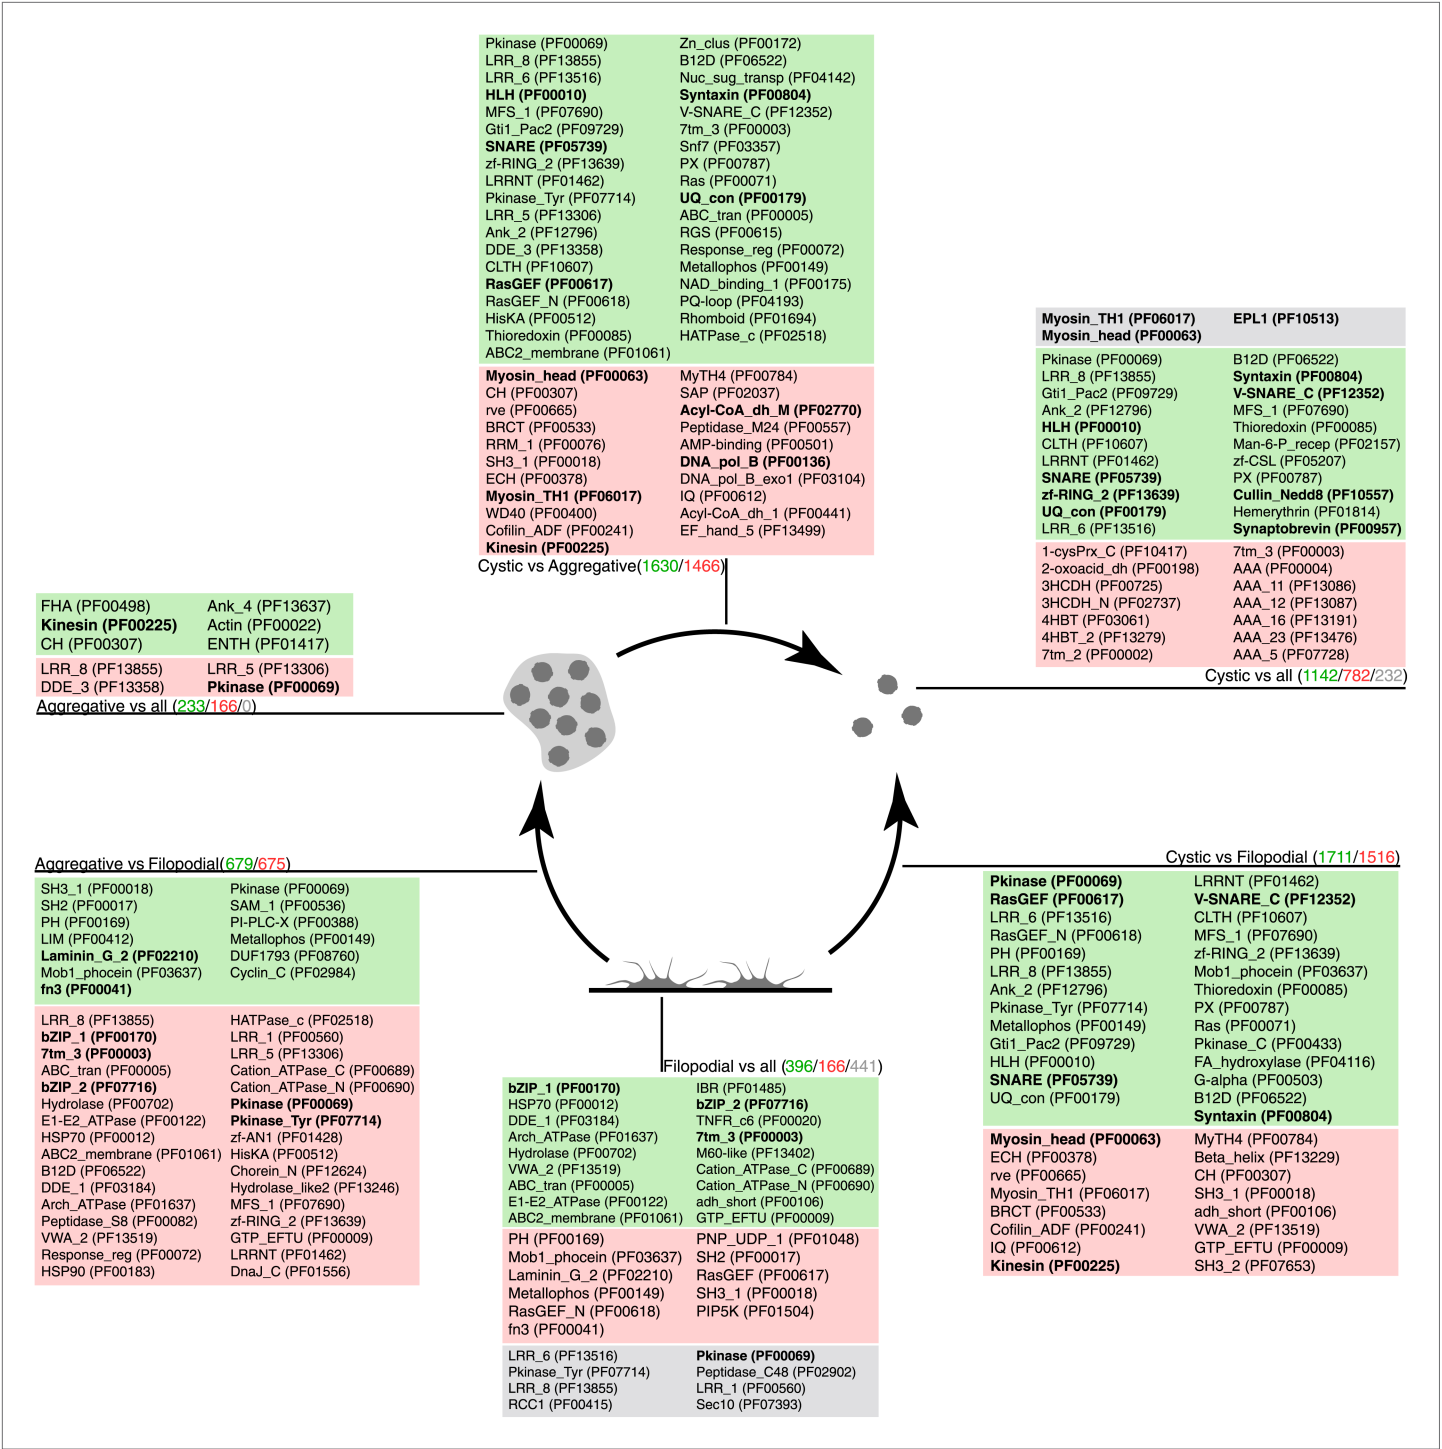 Pkinase (PF00069) Zn_clus (PF00172)
LRR_8 (PF13855) B12D (PF06522)
LRR_6 (PF13516) Nuc_sug_transp (PF04142)
HLH (PF00010) Syntaxin (PF00804)
MFS_1 (PF07690) V-SNARE_C (PF12352)
Gti1_Pac2 (PF09729) 7tm_3 (PF00003)
SNARE (PF05739) Snf7 (PF03357)
zf-RING_2 (PF13639) PX (PF00787)
LRRNT (PF01462) Ras (PF00071)
Pkinase_Tyr (PF07714) UQ_con (PF00179)
LRR_5 (PF13306) ABC_tran (PF00005)
Ank_2 (PF12796) RGS (PF00615)
DDE_3 (PF13358) Response_reg (PF00072)
CLTH (PF10607) Metallophos (PF00149)
RasGEF (PF00617) NAD_binding_1 (PF00175)
RasGEF_N (PF00618) PQ-loop (PF04193)
HisKA (PF00512) Rhomboid (PF01694)
Thioredoxin (PF00085) HATPase_c (PF02518)
ABC2_membrane (PF01061)
Myosin_head (PF00063) MyTH4 (PF00784)
CH (PF00307) SAP (PF02037)
rve (PF00665) Acyl-CoA_dh_M (PF02770)
BRCT (PF00533) Peptidase_M24 (PF00557)
RRM_1 (PF00076) AMP-binding (PF00501)
SH3_1 (PF00018) DNA_pol_B (PF00136)
ECH (PF00378) DNA_pol_B_exo1 (PF03104)
Myosin_TH1 (PF06017) IQ (PF00612)
WD40 (PF00400) Acyl-CoA_dh_1 (PF00441)
Cofilin_ADF (PF00241) EF_hand_5 (PF13499)
Kinesin (PF00225)
Cystic vs Aggregative(1630/1466)
Myosin_TH1 (PF06017) EPL1 (PF10513)
Myosin_head (PF00063)
Pkinase (PF00069) B12D (PF06522)
LRR_8 (PF13855) Syntaxin (PF00804)
Gti1_Pac2 (PF09729) V-SNARE_C (PF12352)
Ank_2 (PF12796) MFS_1 (PF07690)
HLH (PF00010) Thioredoxin (PF00085)
CLTH (PF10607) Man-6-P_recep (PF02157)
LRRNT (PF01462) zf-CSL (PF05207)
SNARE (PF05739) PX (PF00787)
zf-RING_2 (PF13639) Cullin_Nedd8 (PF10557)
UQ_con (PF00179) Hemerythrin (PF01814)
LRR_6 (PF13516) Synaptobrevin (PF00957)
1-cysPrx_C (PF10417) 7tm_3 (PF00003)
2-oxoacid_dh (PF00198) AAA (PF00004)
3HCDH (PF00725) AAA_11 (PF13086)
3HCDH_N (PF02737) AAA_12 (PF13087)
4HBT (PF03061) AAA_16 (PF13191)
4HBT_2 (PF13279) AAA_23 (PF13476)
7tm_2 (PF00002) AAA_5 (PF07728)
Cystic vs all (1142/782/232)
FHA (PF00498) Ank_4 (PF13637)
Kinesin (PF00225) Actin (PF00022)
CH (PF00307) ENTH (PF01417)
LRR_8 (PF13855) LRR_5 (PF13306)
DDE_3 (PF13358) Pkinase (PF00069)
Aggregative vs all (233/166/0)
Aggregative vs Filopodial(679/675)
SH3_1 (PF00018) Pkinase (PF00069)
SH2 (PF00017) SAM_1 (PF00536)
PH (PF00169) PI-PLC-X (PF00388)
LIM (PF00412) Metallophos (PF00149)
Laminin_G_2 (PF02210) DUF1793 (PF08760)
Mob1_phocein (PF03637) Cyclin_C (PF02984)
fn3 (PF00041)
LRR_8 (PF13855) HATPase_c (PF02518)
bZIP_1 (PF00170) LRR_1 (PF00560)
7tm_3 (PF00003) LRR_5 (PF13306)
ABC_tran (PF00005) Cation_ATPase_C (PF00689)
bZIP_2 (PF07716) Cation_ATPase_N (PF00690)
Hydrolase (PF00702) Pkinase (PF00069)
E1-E2_ATPase (PF00122) Pkinase_Tyr (PF07714)
HSP70 (PF00012) zf-AN1 (PF01428)
ABC2_membrane (PF01061) HisKA (PF00512)
B12D (PF06522) Chorein_N (PF12624)
DDE_1 (PF03184) Hydrolase_like2 (PF13246)
Arch_ATPase (PF01637) MFS_1 (PF07690)
Peptidase_S8 (PF00082) zf-RING_2 (PF13639)
VWA_2 (PF13519) GTP_EFTU (PF00009)
Response_reg (PF00072) LRRNT (PF01462)
HSP90 (PF00183) DnaJ_C (PF01556)
Filopodial vs all (396/166/441)
bZIP_1 (PF00170) IBR (PF01485)
HSP70 (PF00012) bZIP_2 (PF07716)
DDE_1 (PF03184) TNFR_c6 (PF00020)
Arch_ATPase (PF01637) 7tm_3 (PF00003)
Hydrolase (PF00702) M60-like (PF13402)
VWA_2 (PF13519) Cation_ATPase_C (PF00689)
ABC_tran (PF00005) Cation_ATPase_N (PF00690)
E1-E2_ATPase (PF00122) adh_short (PF00106)
ABC2_membrane (PF01061) GTP_EFTU (PF00009)
PH (PF00169) PNP_UDP_1 (PF01048)
Mob1_phocein (PF03637) SH2 (PF00017)
Laminin_G_2 (PF02210) RasGEF (PF00617)
Metallophos (PF00149) SH3_1 (PF00018)
RasGEF_N (PF00618) PIP5K (PF01504)
fn3 (PF00041)
LRR_6 (PF13516) Pkinase (PF00069)
Pkinase_Tyr (PF07714) Peptidase_C48 (PF02902)
LRR_8 (PF13855) LRR_1 (PF00560)
RCC1 (PF00415) Sec10 (PF07393)
Cystic vs Filopodial (1711/1516)
Pkinase (PF00069) LRRNT (PF01462)
RasGEF (PF00617) V-SNARE_C (PF12352)
LRR_6 (PF13516) CLTH (PF10607)
RasGEF_N (PF00618) MFS_1 (PF07690)
PH (PF00169) zf-RING_2 (PF13639)
LRR_8 (PF13855) Mob1_phocein (PF03637)
Ank_2 (PF12796) Thioredoxin (PF00085)
Pkinase_Tyr (PF07714) PX (PF00787)
Metallophos (PF00149) Ras (PF00071)
Gti1_Pac2 (PF09729) Pkinase_C (PF00433)
HLH (PF00010) FA_hydroxylase (PF04116)
SNARE (PF05739) G-alpha (PF00503)
UQ_con (PF00179) B12D (PF06522)
Syntaxin (PF00804)
Myosin_head (PF00063) MyTH4 (PF00784)
ECH (PF00378) Beta_helix (PF13229)
rve (PF00665) CH (PF00307)
Myosin_TH1 (PF06017) SH3_1 (PF00018)
BRCT (PF00533) adh_short (PF00106)
Cofilin_ADF (PF00241) VWA_2 (PF13519)
IQ (PF00612) GTP_EFTU (PF00009)
Kinesin (PF00225) SH3_2 (PF07653)